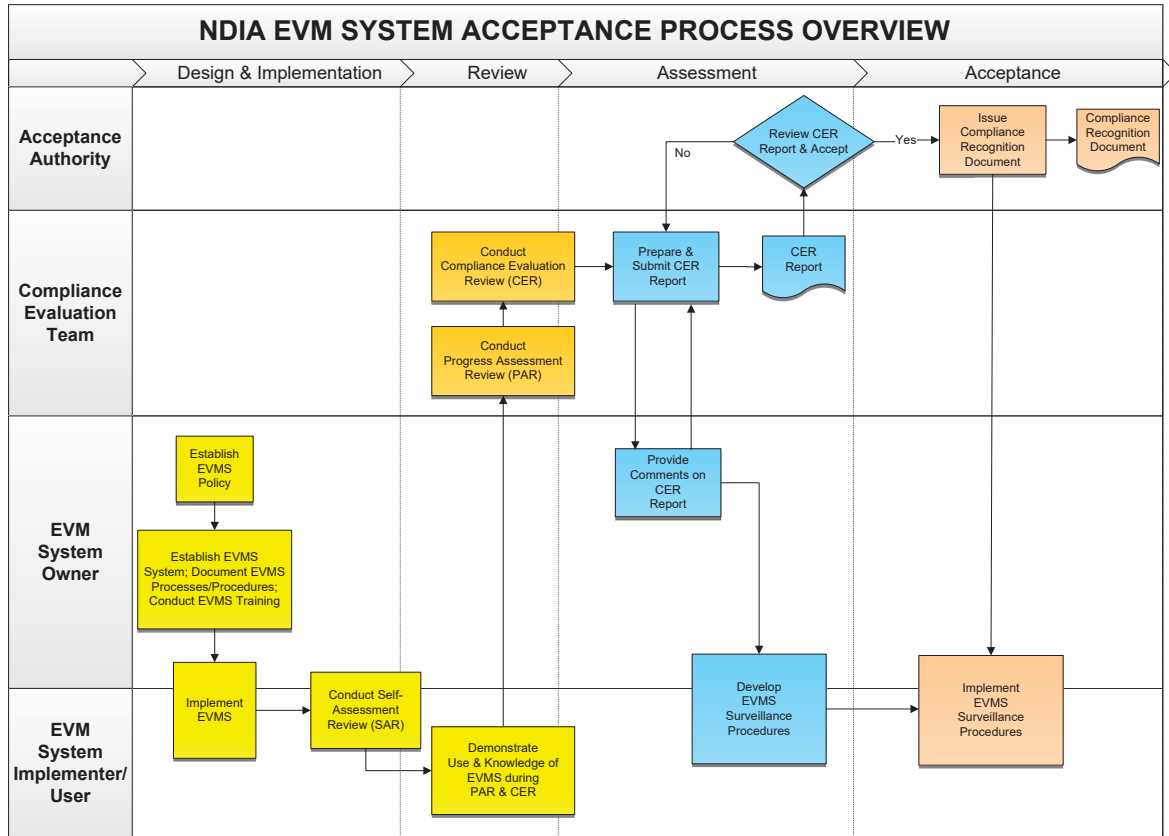 NDIA EVM SYSTEM ACCEPTANCE PROCESS OVERVIEW
Design & Implementation
Review
Assessment
Acceptance
Acceptance
Authority
Review CER
Report & Accept
No
Yes
Issue
Compliance
Recognition
Document
Compliance
Recognition
Document
Compliance
Evaluation
Team
Conduct
Compliance Evaluation
Review (CER)
Prepare &
Submit CER
Report
CER
Report
Conduct
Progress Assessment
Review (PAR)
EVM
System
Owner
Establish
EVMS
Policy
Provide
Comments on
CER
Report
Establish EVMS
System; Document EVMS
Processes/Procedures;
Conduct EVMS Training
EVM
System
Implementer/
User
Implement
EVMS
Conduct Self-
Assessment
Review (SAR)
Demonstrate
Use & Knowledge of
EVMS during
PAR & CER
Develop
EVMS
Surveillance
Procedures
Implement
EVMS
Surveillance
Procedures